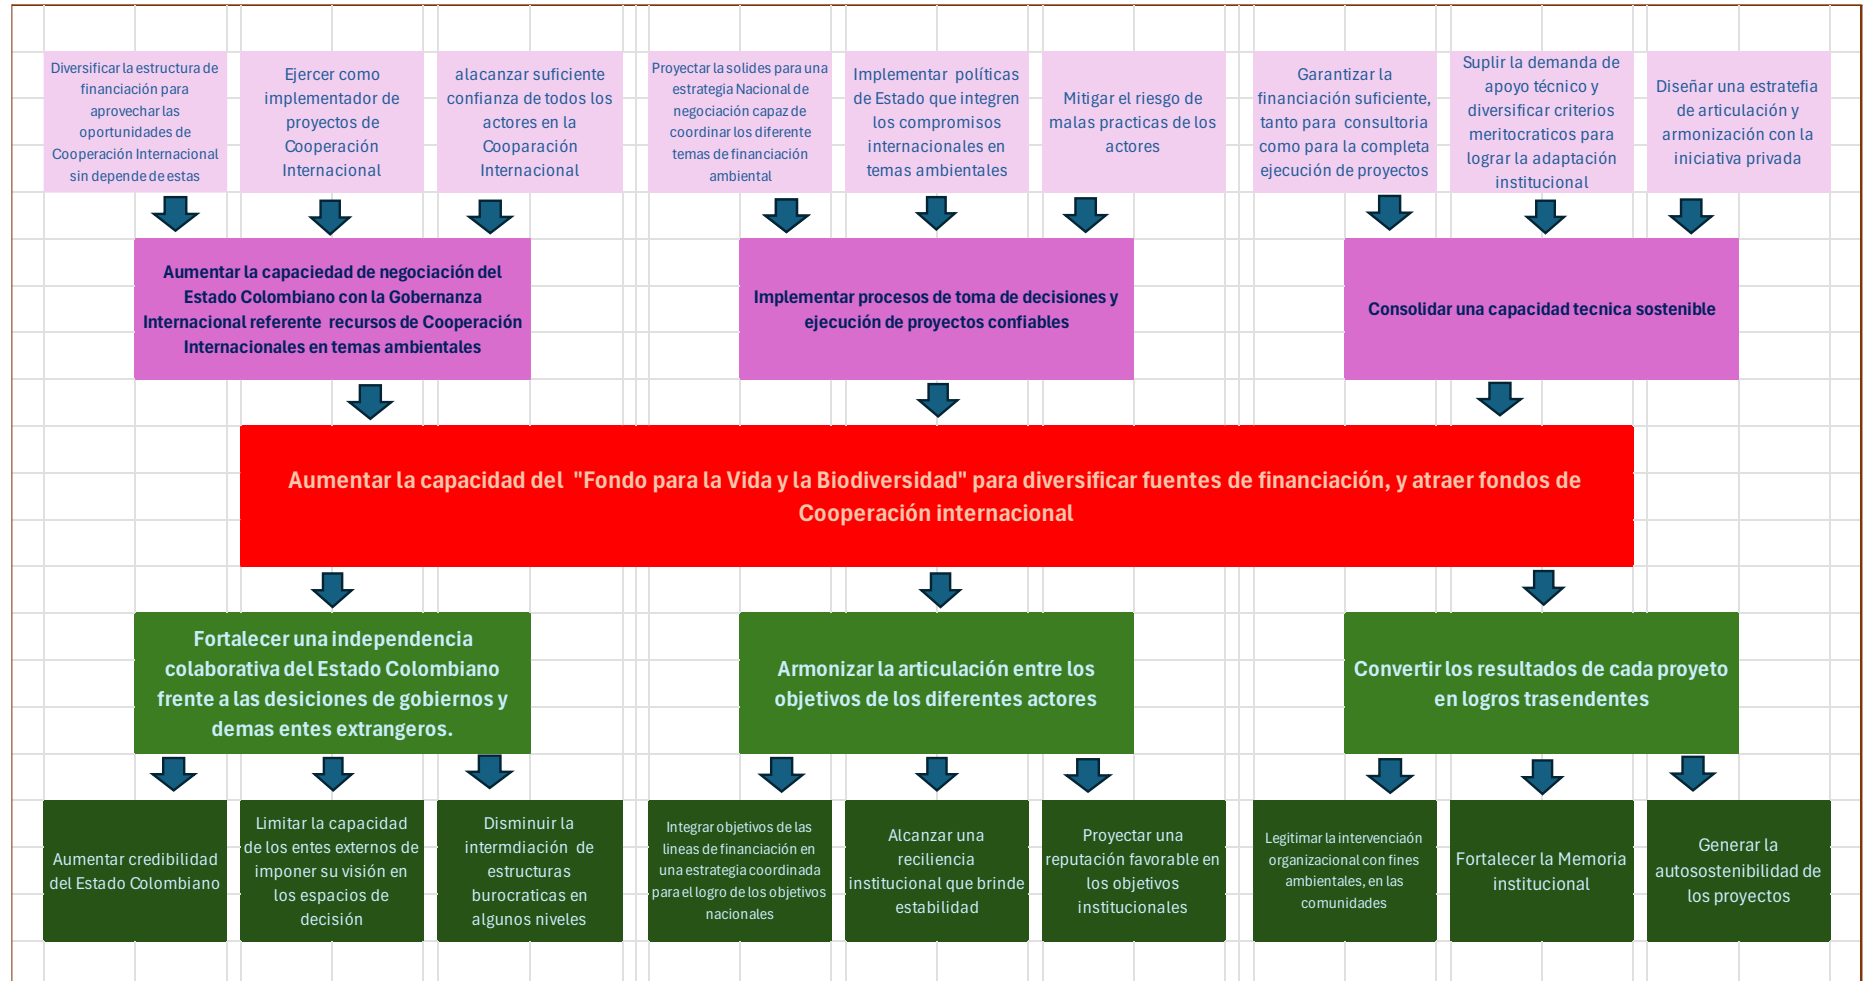 Diversificar la estructura de
financiación para
aprovechar las
oportunidades de
Cooperación Internacional
sin depende de estas
Ejercer como
implementador de
proyectos de
Cooperación
Internacional
alacanzar suficiente
confianza de todos los
actores en la
Cooparación
Internacional
Proyectar la solides para una
estrategia Nacional de
negociación capaz de
coordinar los diferente
temas de financiación
ambiental
Implementar políticas
de Estado que integren
los compromisos
internacionales en
temas ambientales
Mitigar el riesgo de
malas practicas de los
actores
Garantizar la
financiación suficiente,
tanto para consultoria
como para la completa
ejecución de proyectos
Suplir la demanda de
apoyo técnico y
diversificar criterios
meritocraticos para
lograr la adaptación
institucional
Diseñar una estratefia
de articulación y
armonización con la
iniciativa privada
Aumentar la capaciedad de negociación del
Estado Colombiano con la Gobernanza
Internacional referente recursos de Cooperación
Internacionales en temas ambientales
Implementar procesos de toma de decisiones y
ejecución de proyectos confiables
Consolidar una capacidad tecnica sostenible
Aumentar la capacidad del "Fondo para la Vida y la Biodiversidad" para diversificar fuentes de financiación, y atraer fondos de
Cooperación internacional
Fortalecer una independencia
colaborativa del Estado Colombiano
frente a las desiciones de gobiernos y
demas entes extrangeros.
Armonizar la articulación entre los
objetivos de los diferentes actores
Convertir los resultados de cada proyeto
en logros trasendentes
Aumentar credibilidad
del Estado Colombiano
Limitar la capacidad
de los entes externos de
imponer su visión en
los espacios de
decisión
Disminuir la
intermdiación de
estructuras
burocraticas en
algunos niveles
Integrar objetivos de las
lineas de financiación en
una estrategia coordinada
para el logro de los objetivos
nacionales
Alcanzar una
reciliencia
institucional que brinde
estabilidad
Proyectar una
reputación favorable en
los objetivos
institucionales
Legitimar la intervenciaón
organizacional con fines
ambientales, en las
comunidades
Fortalecer la Memoria
institucional
Generar la
autosostenibilidad de
los proyectos